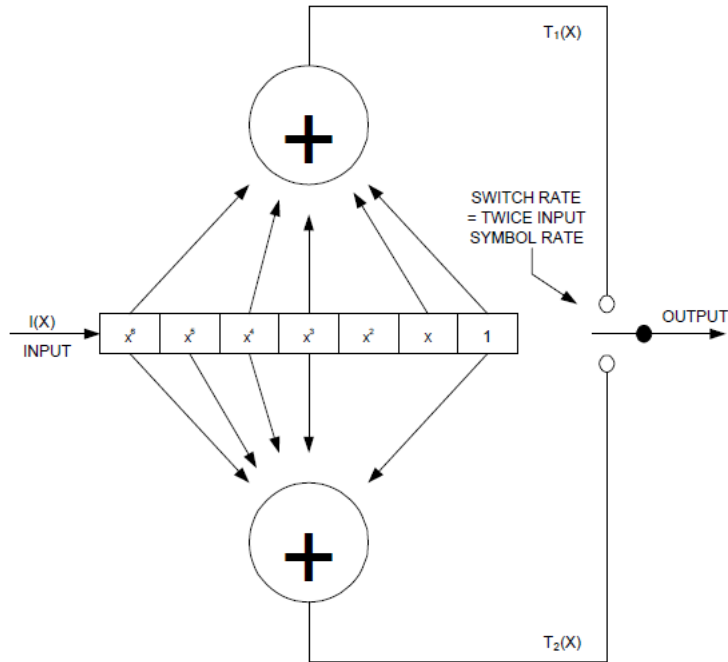 T₁(X)
+
SWITCH RATE
= TWICE INPUT
SYMBOL RATE
I(X)
INPUT
x⁶ x⁵ x⁴ x³ x² x 1
OUTPUT
+
T₂(X)